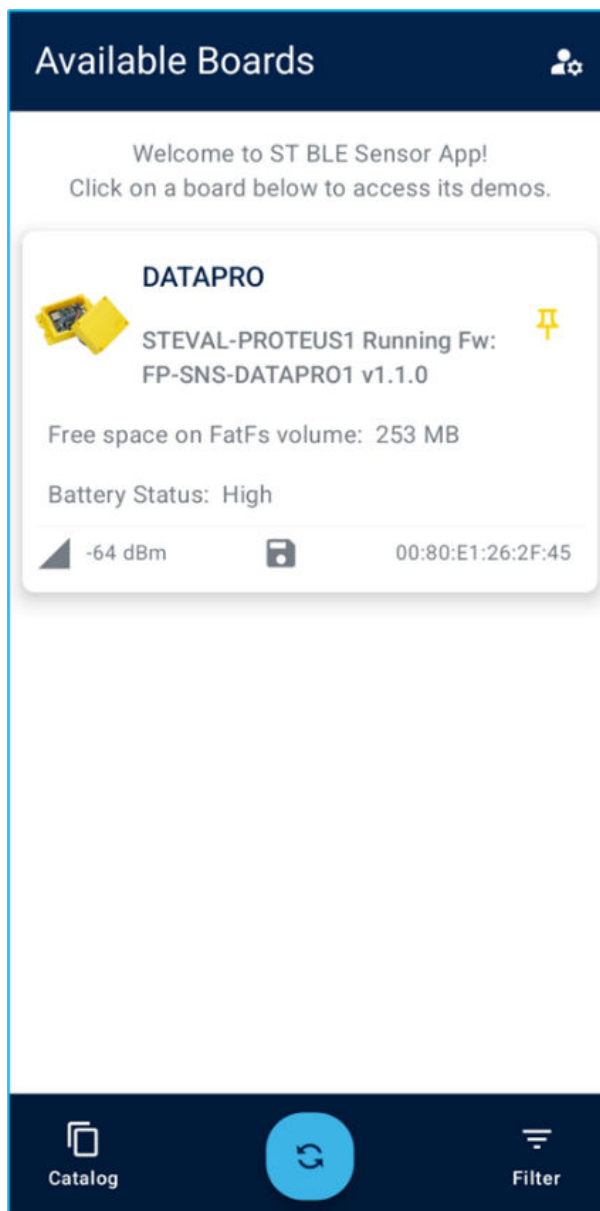 Available Boards
Welcome to ST BLE Sensor App!
Click on a board below to access its demos.
DATAPRO
STEVAL-PROTEUS1 Running Fw:
FP-SNS-DATAPRO1 v1.1.0
Free space on FatFs volume: 253 MB
Battery Status: High
-64 dBm
00:80:E1:26:2F:45
Catalog
Filter